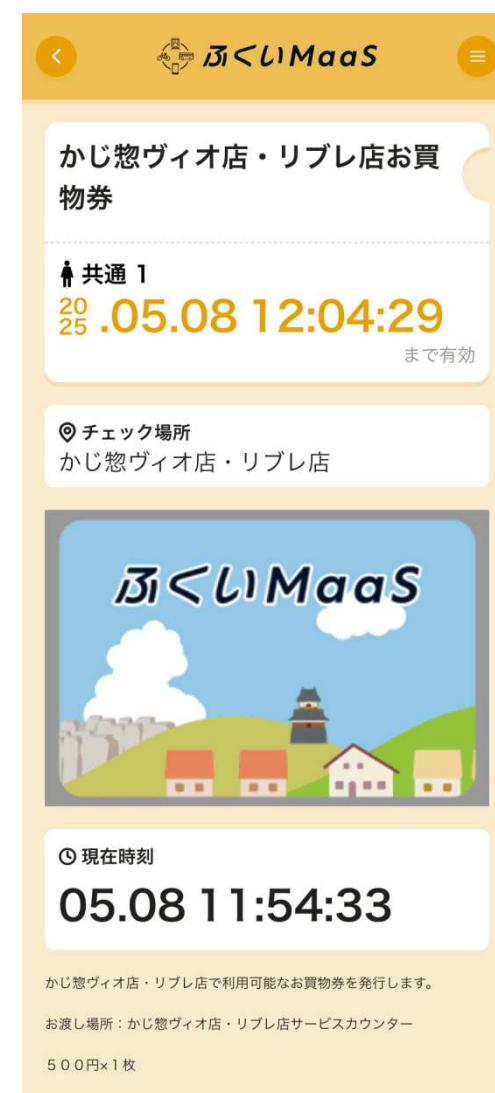 ふくいMaaS
かじ惣ヴィオ店・リブレ店お買
物券
共通 1
2025.05.08 12:04:29
まで有効
チェック場所
かじ惣ヴィオ店・リブレ店
ふくいMaaS
現在時刻
05.08 11:54:33
かじ惣ヴィオ店・リブレ店で利用可能なお買物券を発行します。
お渡し場所：かじ惣ヴィオ店・リブレ店サービスカウンター
５００円×１枚